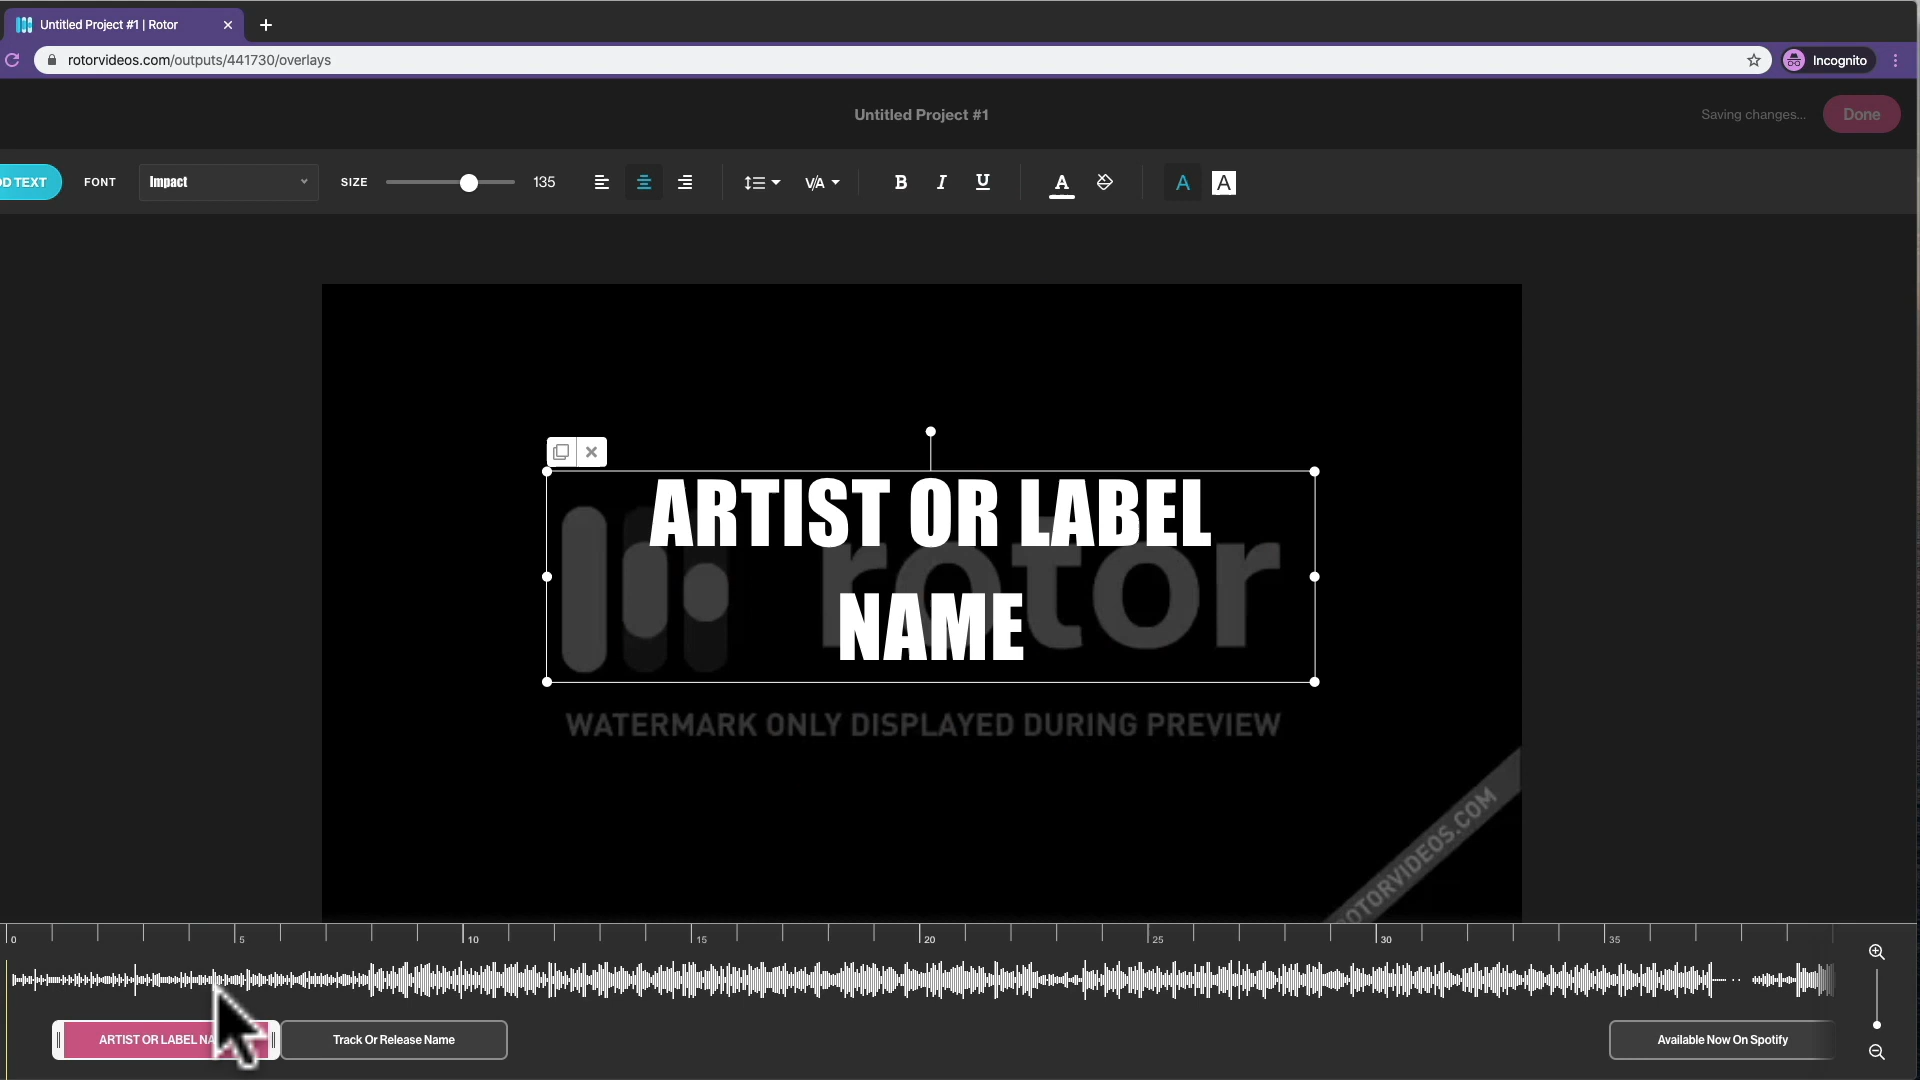 Untitled Project #1 | Rotor
rotorvideos.com/outputs/441730/overlays
Incognito
Untitled Project #1
Saving changes...
Done
DD TEXT
FONT
Impact
SIZE
135
V/A
B
I
U
A
A
A
ARTIST OR LABEL
NAME
rotor
WATERMARK ONLY DISPLAYED DURING PREVIEW
ROTORVIDEOS.COM
0
5
10
15
20
25
30
35
ARTIST OR LABEL NA
Track Or Release Name
Available Now On Spotify